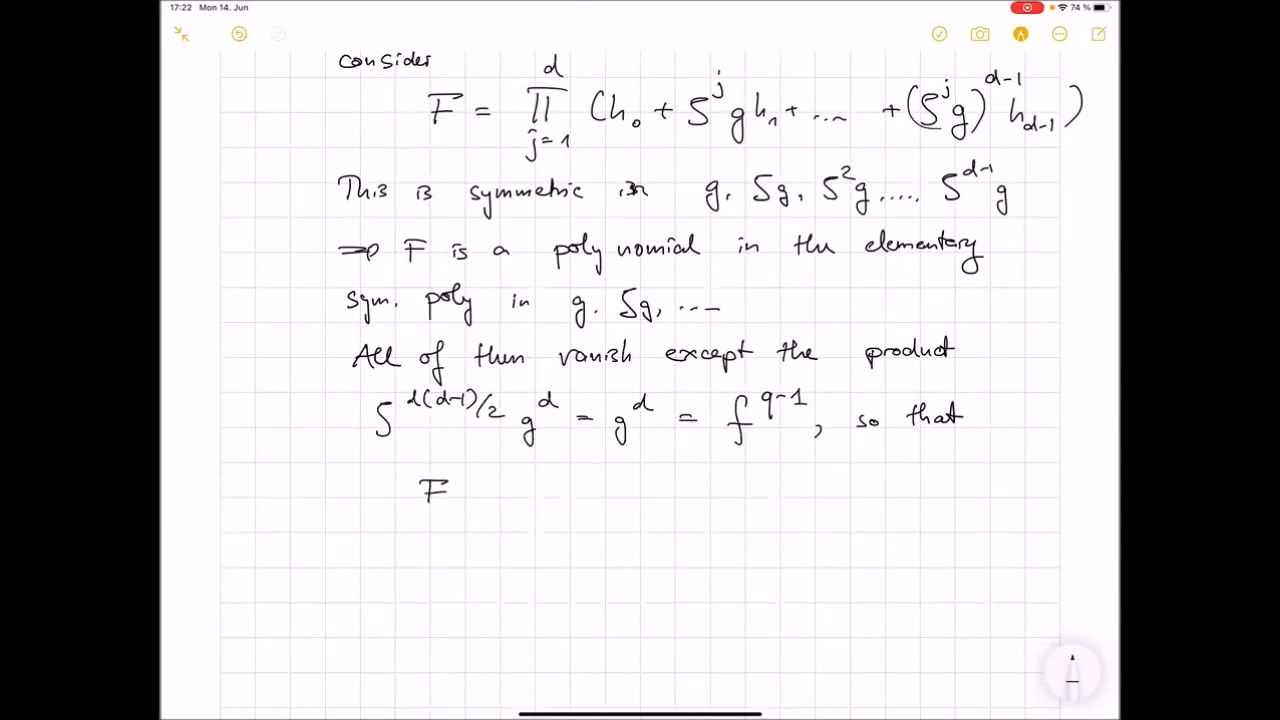 17:22 Mon 14. Jun 74 %
consider
F = ∏_{j=1}^{d} (h_0 + ζ^j g h_1 + ... + (ζ^j g)^{d-1} h_{d-1})
This is symmetric in g, ζg, ζ^2 g ..... ζ^{d-1} g
⇒ F is a polynomial in the elementary
sym. poly in g, ζg, ...
All of them vanish except the product
ζ^{d(d-1)/2} g^d = g^d = f^{q-1}, so that
F